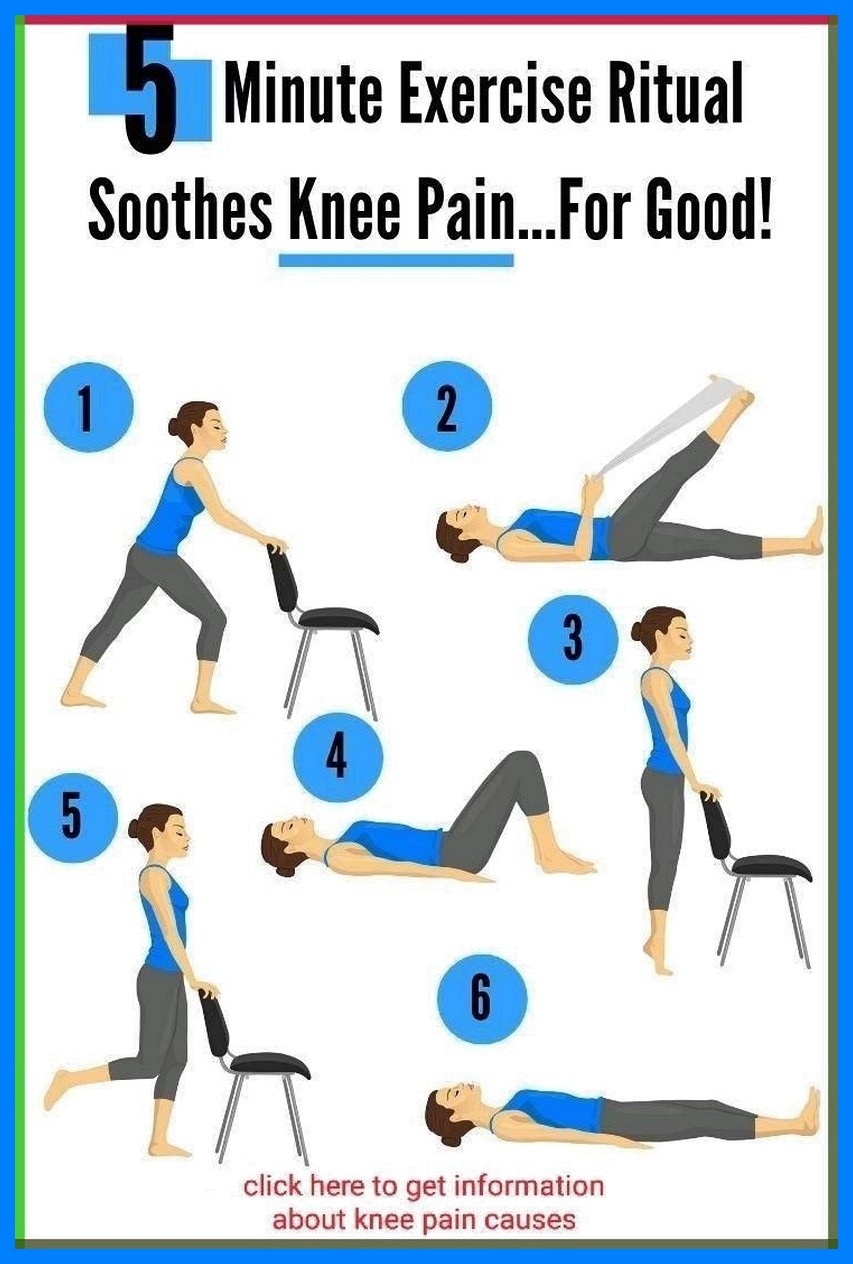 5 Minute Exercise Ritual
Soothes Knee Pain...For Good!
1
2
3
4
5
6
click here to get information
about knee pain causes